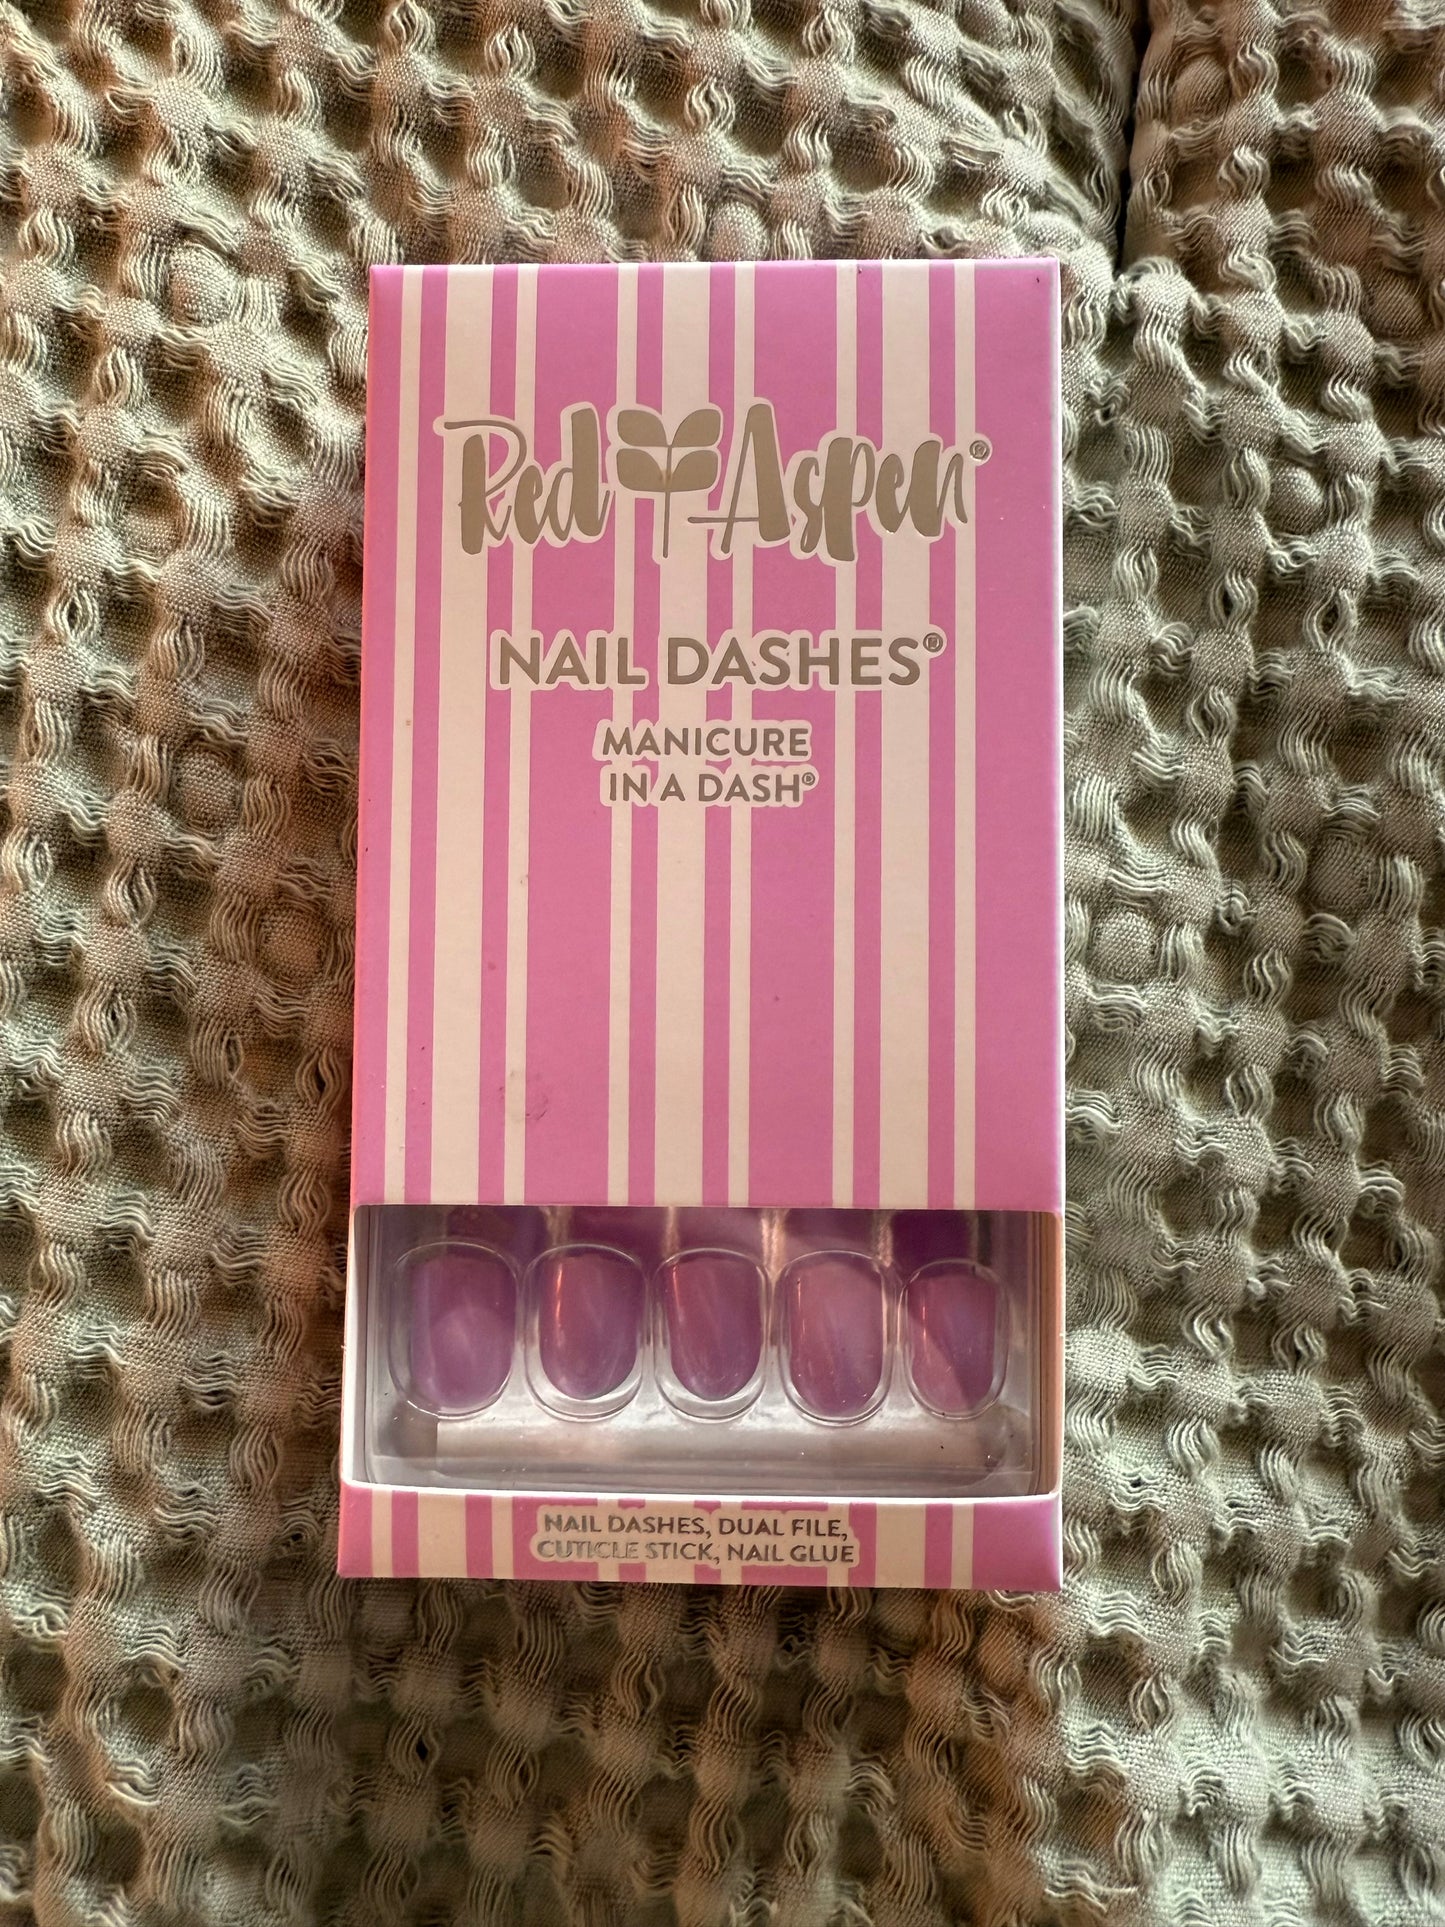 Red Aspen®
NAIL DASHES®
MANICURE
IN A DASH®
NAIL DASHES, DUAL FILE,
CUTICLE STICK, NAIL GLUE